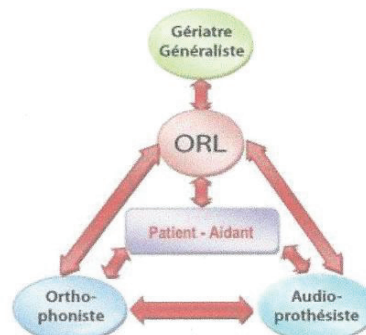 Gériatre
Généraliste
ORL
Patient - Aidant
Ortho-
phoniste
Audio-
prothésiste